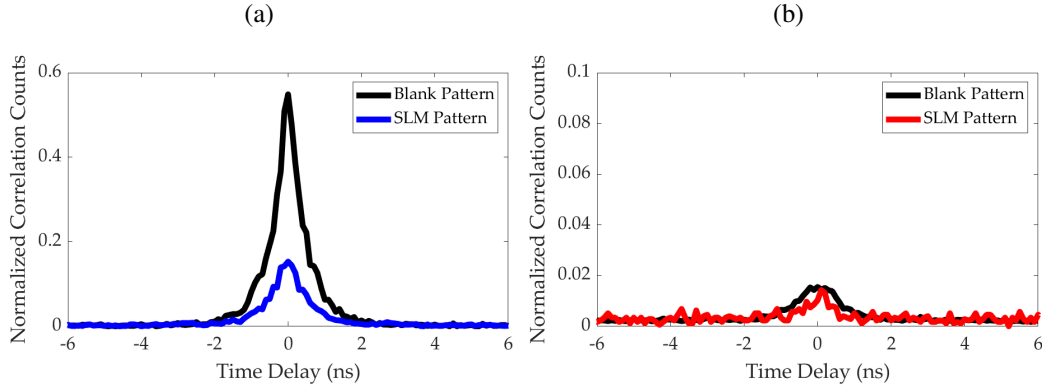 (a)
Normalized Correlation Counts
0.6
0.4
0.2
0
Blank Pattern
SLM Pattern
-6 -4 -2 0 2 4 6
Time Delay (ns)
(b)
Normalized Correlation Counts
0.1
0.08
0.06
0.04
0.02
0
Blank Pattern
SLM Pattern
-6 -4 -2 0 2 4 6
Time Delay (ns)